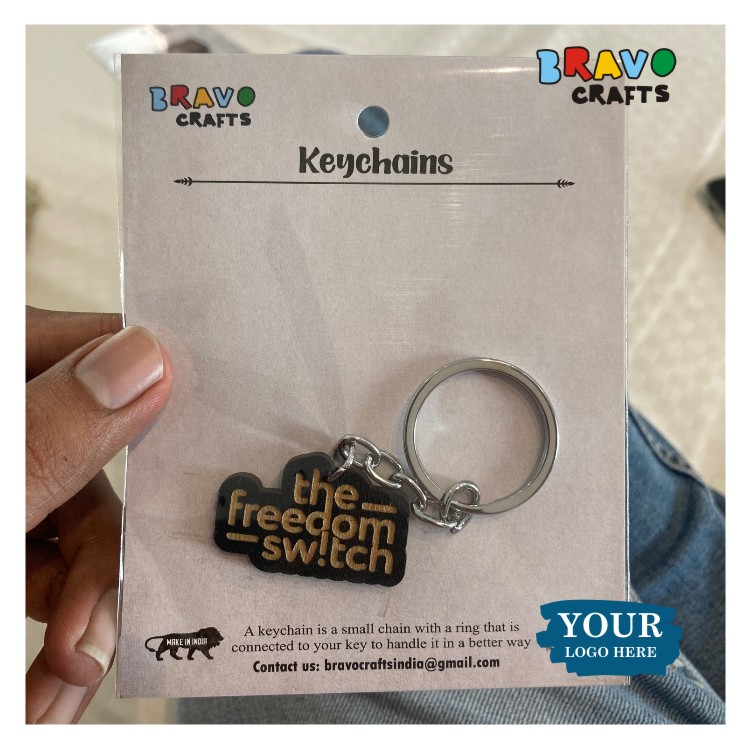 BRAVO
CRAFTS
BRAVO
CRAFTS
Keychains
the
freedom
sw!tch
MAKE IN INDIA
A keychain is a small chain with a ring that is
connected to your key to handle it in a better way
Contact us: bravocraftsindia@gmail.com
YOUR
LOGO HERE